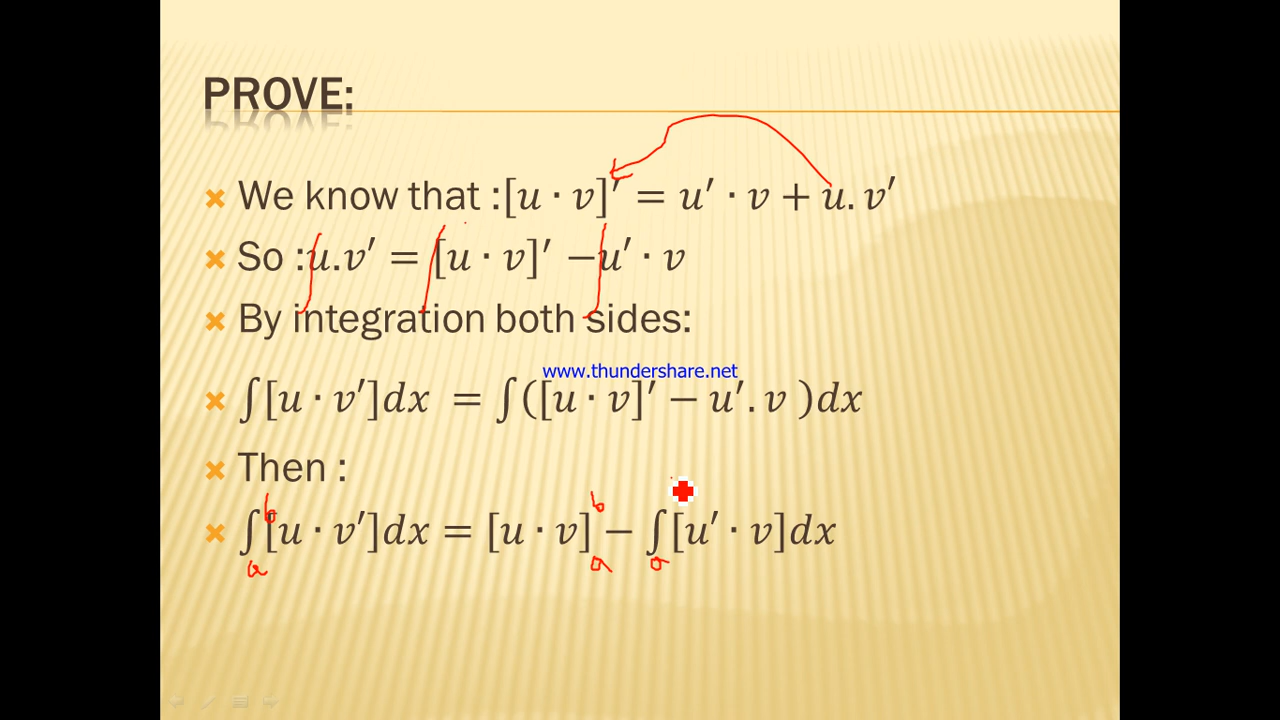 PROVE:
We know that :[u · v]′ = u′ · v + u. v′
So :u.v′ = [u · v]′ −u′ · v
By integration both sides:
www.thundershare.net
∫[u · v′]dx = ∫([u · v]′ − u′. v )dx
Then :
b b
∫[u · v′]dx = [u · v] − ∫[u′ · v]dx
a a a